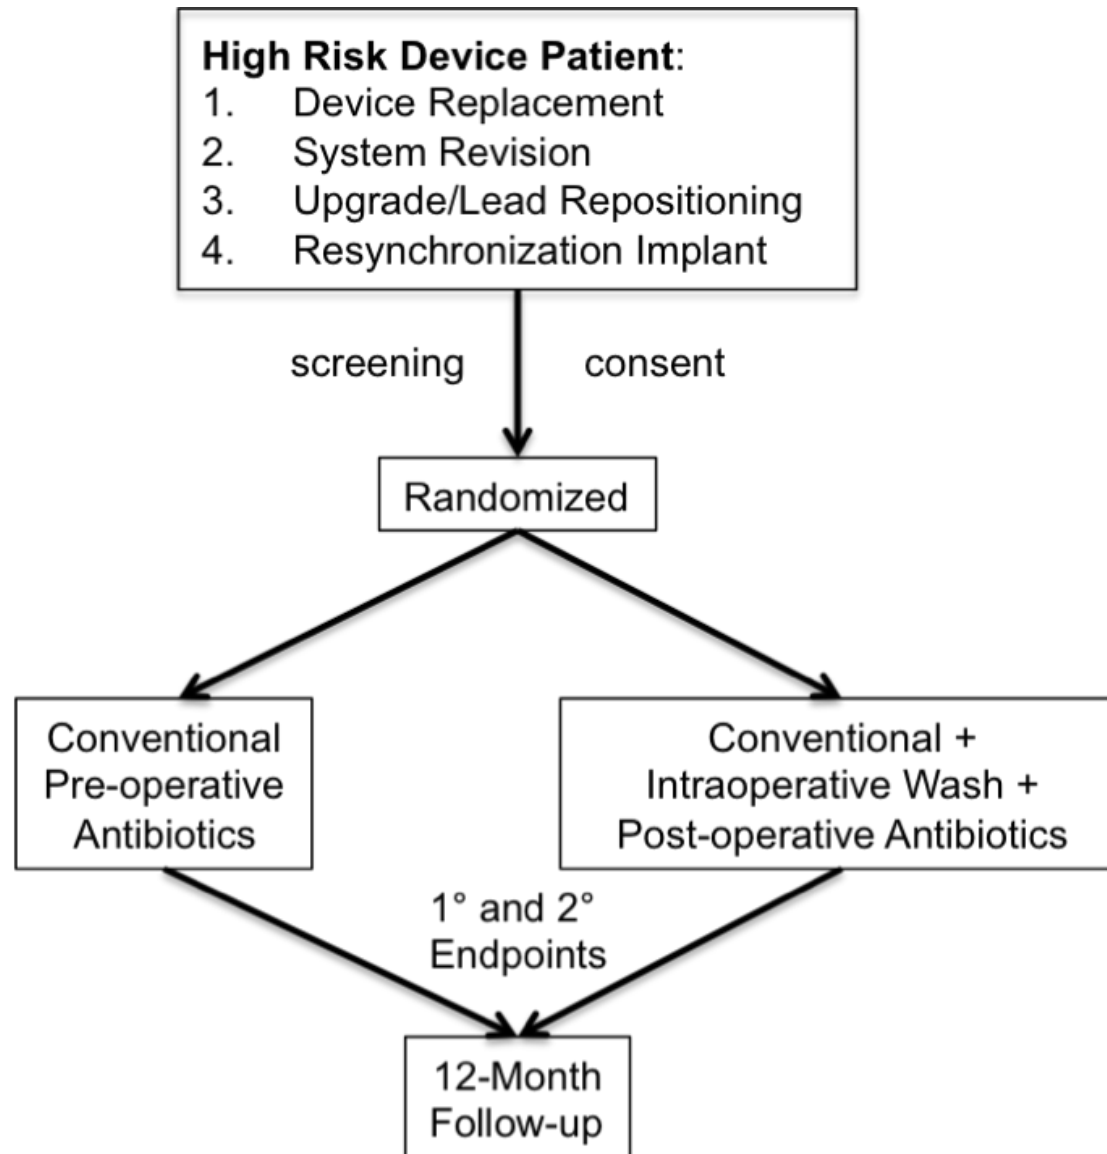 High Risk Device Patient:
1. Device Replacement
2. System Revision
3. Upgrade/Lead Repositioning
4. Resynchronization Implant
screening consent
Randomized
Conventional
Pre-operative
Antibiotics
Conventional +
Intraoperative Wash +
Post-operative Antibiotics
1° and 2°
Endpoints
12-Month
Follow-up